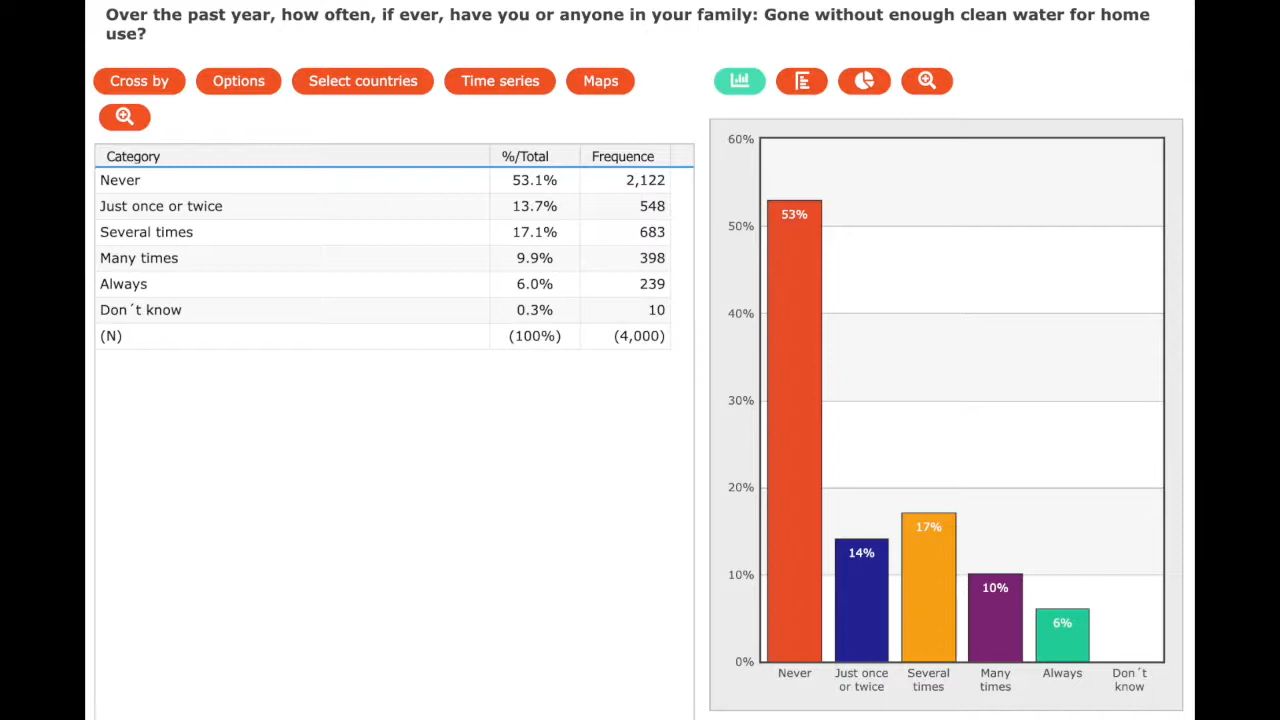 Over the past year, how often, if ever, have you or anyone in your family: Gone without enough clean water for home
use?
Cross by Options Select countries Time series Maps
Category %/Total Frequence
Never 53.1% 2,122
Just once or twice 13.7% 548
Several times 17.1% 683
Many times 9.9% 398
Always 6.0% 239
Don´t know 0.3% 10
(N) (100%) (4,000)
60%
50%
40%
30%
20%
10%
0%
53%
14%
17%
10%
6%
Never Just once Several Many Always Don´t
or twice times times know